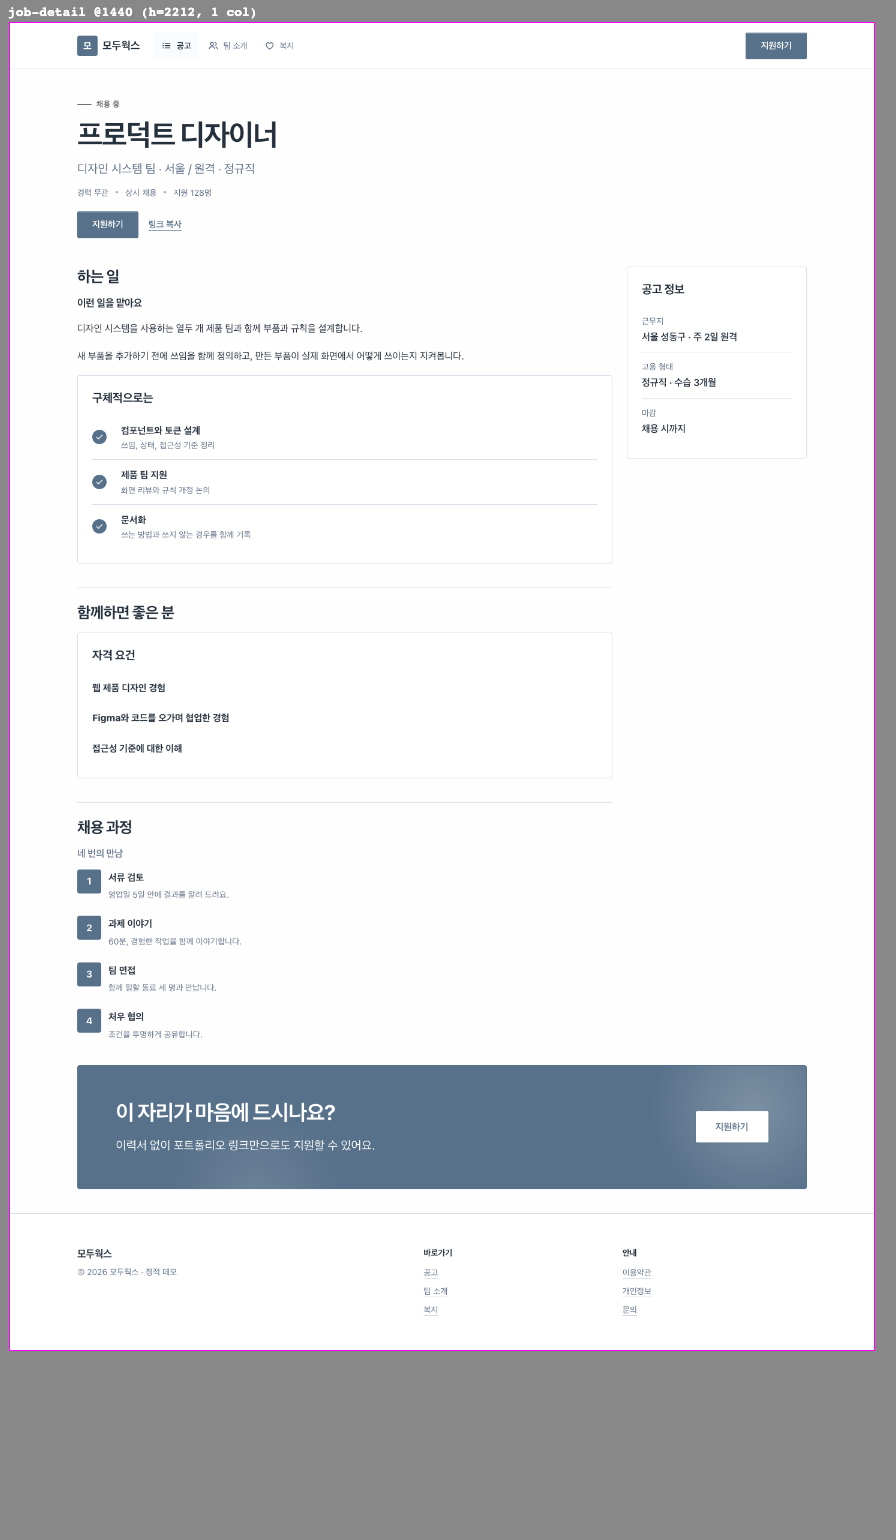 job-detail @1440 (h=2212, 1 col)
모 모두웍스 공고 팀 소개 복지 지원하기
채용 중
프로덕트 디자이너
디자인 시스템 팀 · 서울 / 원격 · 정규직
경력 무관 • 상시 채용 • 지원 128명
지원하기 링크 복사
하는 일
이런 일을 맡아요
디자인 시스템을 사용하는 열두 개 제품 팀과 함께 부품과 규칙을 설계합니다.
새 부품을 추가하기 전에 쓰임을 함께 정의하고, 만든 부품이 실제 화면에서 어떻게 쓰이는지 지켜봅니다.
구체적으로는
컴포넌트와 토큰 설계
쓰임, 상태, 접근성 기준 정리
제품 팀 지원
화면 리뷰와 규칙 개정 논의
문서화
쓰는 방법과 쓰지 않는 경우를 함께 기록
공고 정보
근무지
서울 성동구 · 주 2일 원격
고용 형태
정규직 · 수습 3개월
마감
채용 시까지
함께하면 좋은 분
자격 요건
웹 제품 디자인 경험
Figma와 코드를 오가며 협업한 경험
접근성 기준에 대한 이해
채용 과정
네 번의 만남
1 서류 검토
영업일 5일 안에 결과를 알려 드려요.
2 과제 이야기
60분, 경험한 작업을 함께 이야기합니다.
3 팀 면접
함께 일할 동료 세 명과 만납니다.
4 처우 협의
조건을 투명하게 공유합니다.
이 자리가 마음에 드시나요?
이력서 없이 포트폴리오 링크만으로도 지원할 수 있어요.
지원하기
모두웍스
© 2026 모두웍스 · 정적 데모
바로가기
공고
팀 소개
복지
안내
이용약관
개인정보
문의